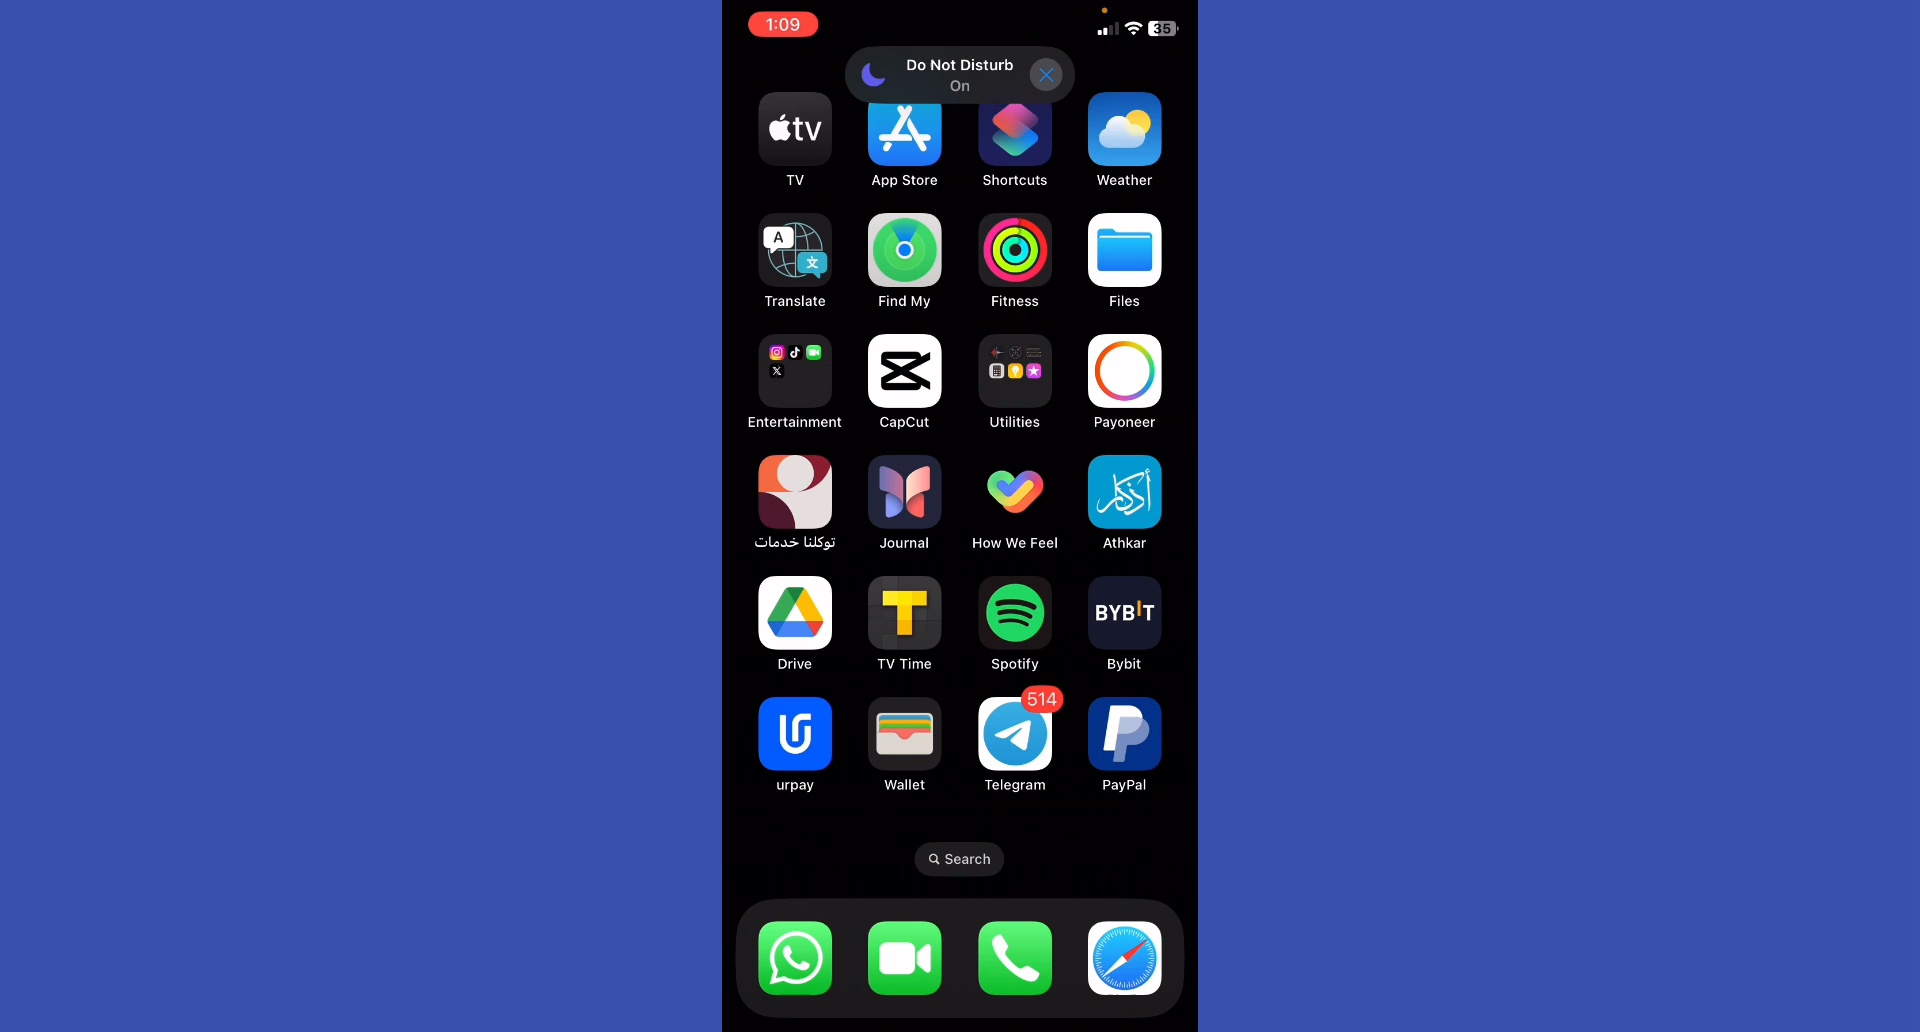 1:09
35
Do Not Disturb
On
tv
TV
App Store
Shortcuts
Weather
A
文
Translate
Find My
Fitness
Files
Entertainment
CapCut
Utilities
Payoneer
توكلنا خدمات
Journal
How We Feel
أذكار
Athkar
Drive
T
TV Time
Spotify
BYBIT
Bybit
urpay
Wallet
514
Telegram
PayPal
Search